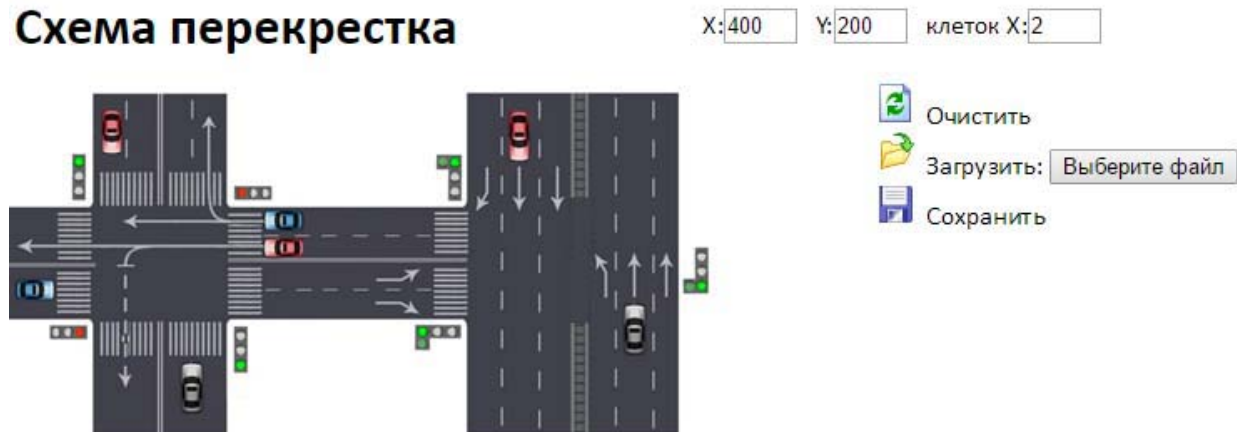 Схема перекрестка
X:400 Y:200 клеток X:2
Очистить
Загрузить: Выберите файл
Сохранить